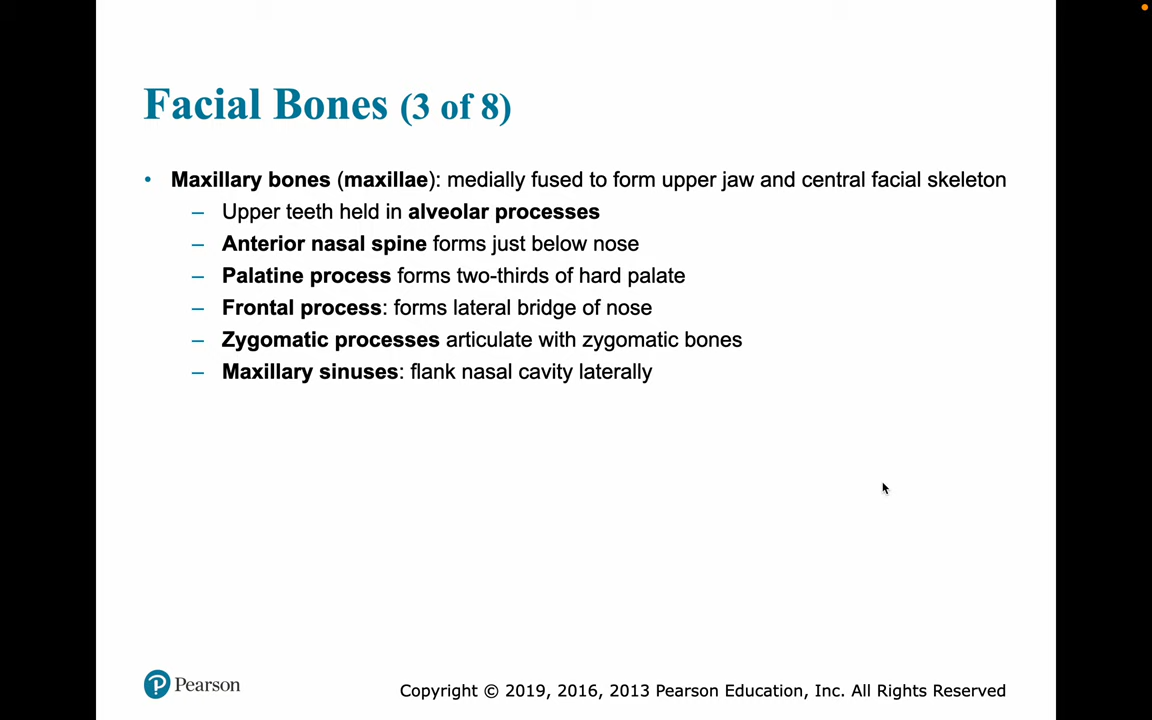 Facial Bones (3 of 8)
• Maxillary bones (maxillae): medially fused to form upper jaw and central facial skeleton
– Upper teeth held in alveolar processes
– Anterior nasal spine forms just below nose
– Palatine process forms two-thirds of hard palate
– Frontal process: forms lateral bridge of nose
– Zygomatic processes articulate with zygomatic bones
– Maxillary sinuses: flank nasal cavity laterally
P Pearson
Copyright © 2019, 2016, 2013 Pearson Education, Inc. All Rights Reserved